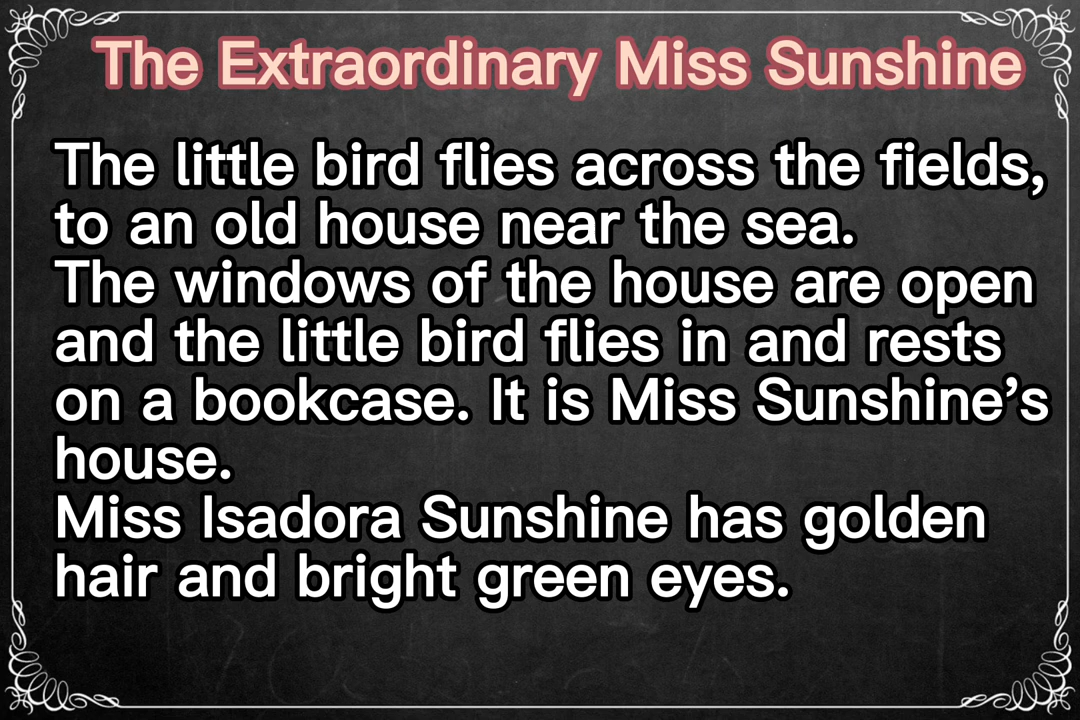 The Extraordinary Miss Sunshine
The little bird flies across the fields,
to an old house near the sea.
The windows of the house are open
and the little bird flies in and rests
on a bookcase. It is Miss Sunshine’s
house.
Miss Isadora Sunshine has golden
hair and bright green eyes.